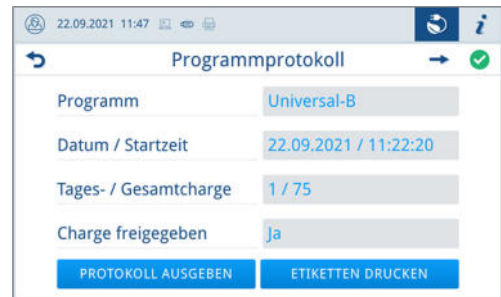 22.09.2021 11:47
Programmprotokoll
Programm Universal-B
Datum / Startzeit 22.09.2021 / 11:22:20
Tages- / Gesamtcharge 1 / 75
Charge freigegeben Ja
PROTOKOLL AUSGEBEN ETIKETTEN DRUCKEN